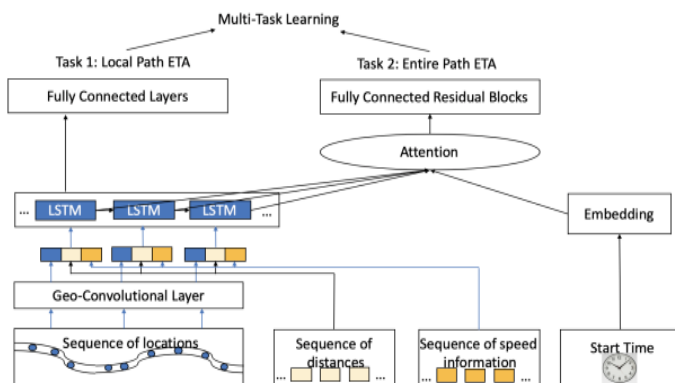 Multi-Task Learning
Task 1: Local Path ETA
Task 2: Entire Path ETA
Fully Connected Layers
Fully Connected Residual Blocks
Attention
... LSTM LSTM LSTM ...
Embedding
Geo-Convolutional Layer
Sequence of locations
Sequence of
distances
... ...
Sequence of speed
information
... ...
Start Time